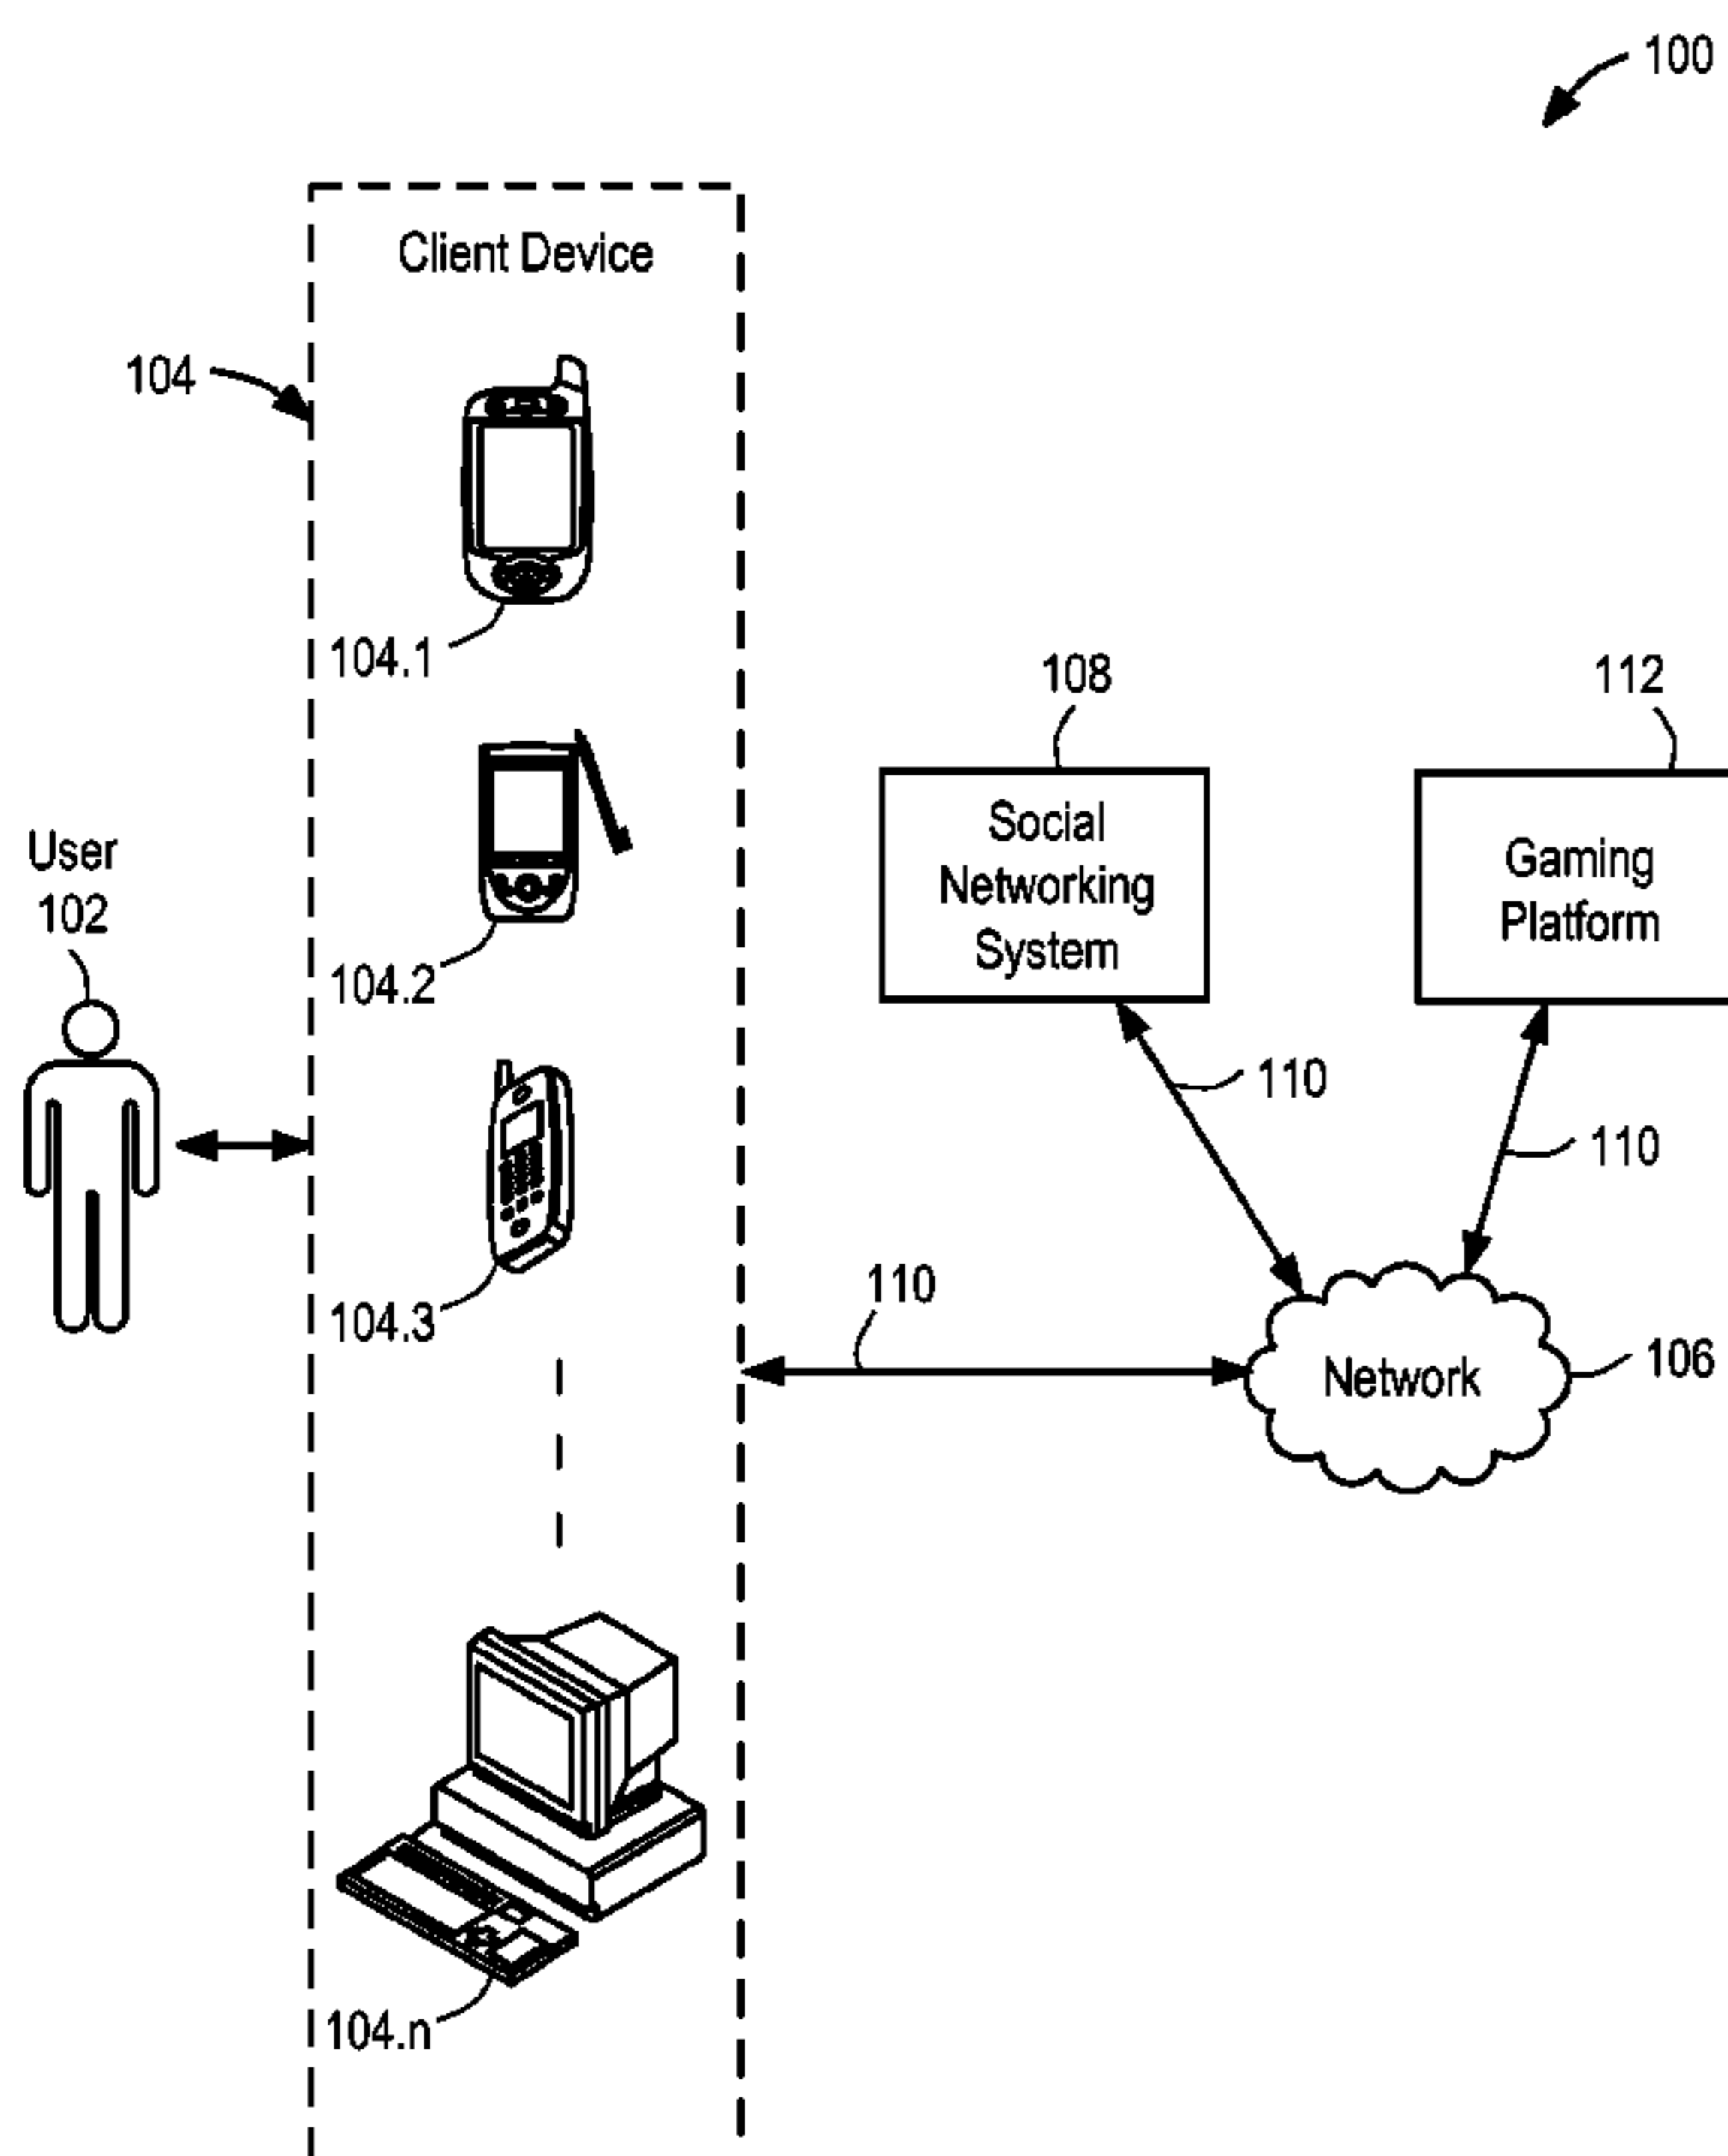 100
Client Device
104
104.1
108
112
Social
Networking
System
Gaming
Platform
User
102
104.2
110
110
104.3
110
Network
106
104.n